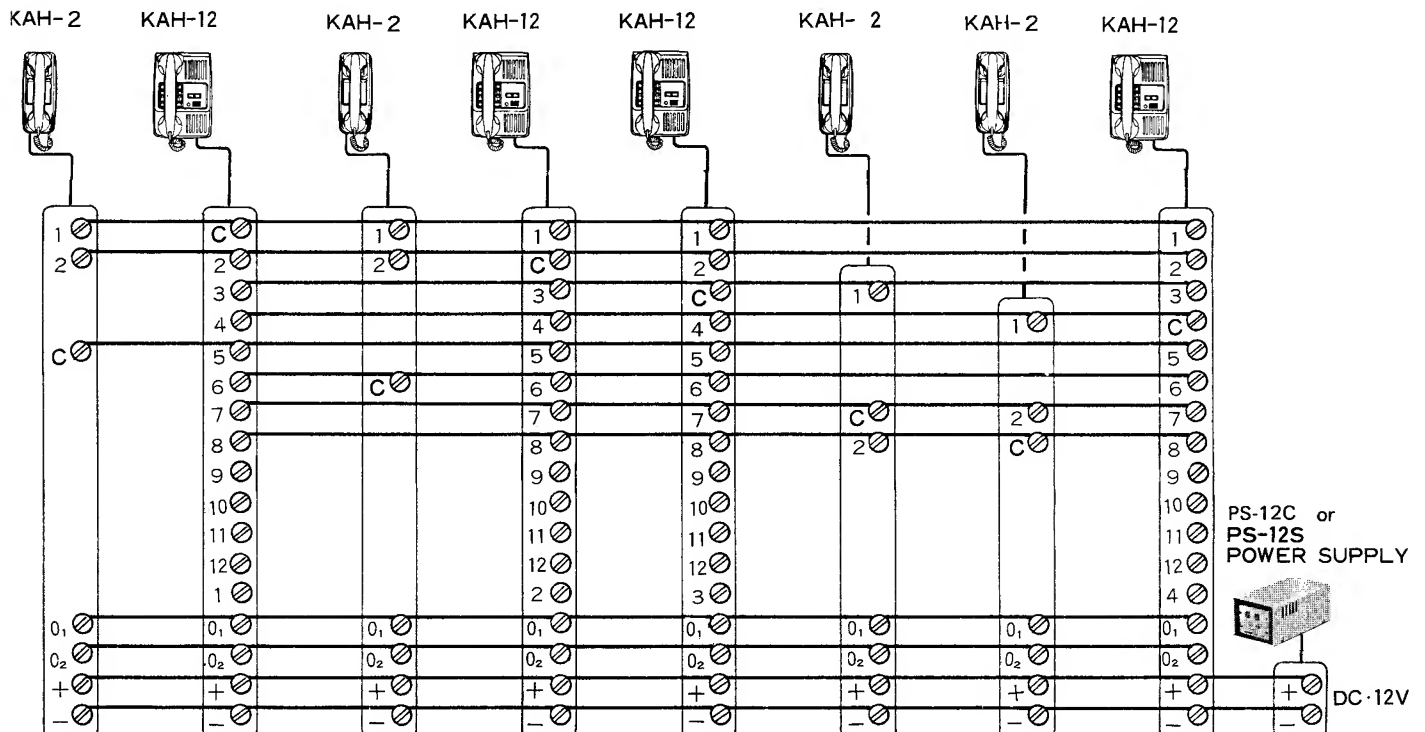 KAH-2 KAH-12 KAH-2 KAH-12 KAH-12 KAH- 2 KAH-2 KAH-12
1 C 1 1 1 1
2 2 2 C 2 2
3 3 C 1 3
4 4 4 1 C
C 5 5 5 5
6 C 6 6 6
7 7 7 C 2 7
8 8 8 2 C 8
9 9 9 9
10 10 10 10
11 11 11 11
12 12 12 12
1 2 3 4
PS-12C or
PS-12S
POWER SUPPLY
0₁ 0₁ 0₁ 0₁ 0₁ 0₁ 0₁ 0₁
0₂ 0₂ 0₂ 0₂ 0₂ 0₂ 0₂ 0₂
+ + + + + + + + + DC·12V
– – – – – – – – –